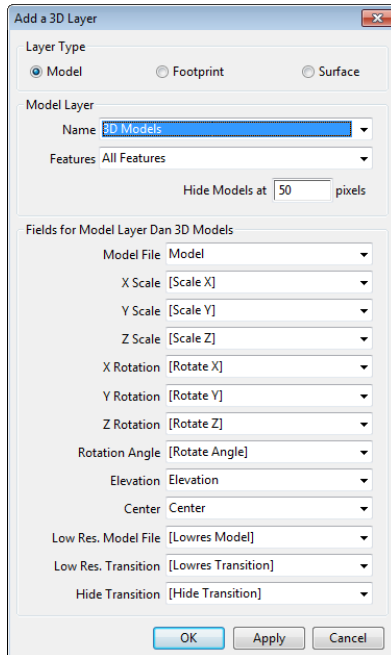 Add a 3D Layer
Layer Type
Model Footprint Surface
Model Layer
Name 3D Models
Features All Features
Hide Models at 50 pixels
Fields for Model Layer Dan 3D Models
Model File Model
X Scale [Scale X]
Y Scale [Scale Y]
Z Scale [Scale Z]
X Rotation [Rotate X]
Y Rotation [Rotate Y]
Z Rotation [Rotate Z]
Rotation Angle [Rotate Angle]
Elevation Elevation
Center Center
Low Res. Model File [Lowres Model]
Low Res. Transition [Lowres Transition]
Hide Transition [Hide Transition]
OK Apply Cancel